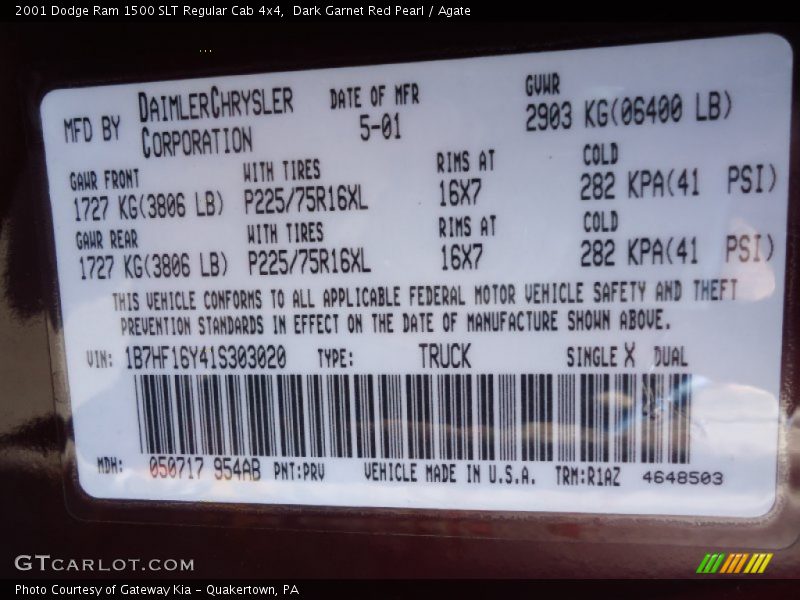 2001 Dodge Ram 1500 SLT Regular Cab 4x4,  Dark Garnet Red Pearl / Agate
MFD BY DAIMLERCHRYSLER CORPORATION
DATE OF MFR
5-01
GVWR
2903 KG(06400 LB)
GAWR FRONT WITH TIRES RIMS AT COLD
1727 KG(3806 LB) P225/75R16XL 16X7 282 KPA(41 PSI)
GAWR REAR WITH TIRES RIMS AT COLD
1727 KG(3806 LB) P225/75R16XL 16X7 282 KPA(41 PSI)
THIS VEHICLE CONFORMS TO ALL APPLICABLE FEDERAL MOTOR VEHICLE SAFETY AND THEFT
PREVENTION STANDARDS IN EFFECT ON THE DATE OF MANUFACTURE SHOWN ABOVE.
VIN: 1B7HF16Y41S303020 TYPE: TRUCK SINGLE X DUAL
MDH: 050717 954AB PNT:PRV VEHICLE MADE IN U.S.A. TRM:R1AZ 4648503
GTCARLOT.COM
Photo Courtesy of Gateway Kia - Quakertown, PA